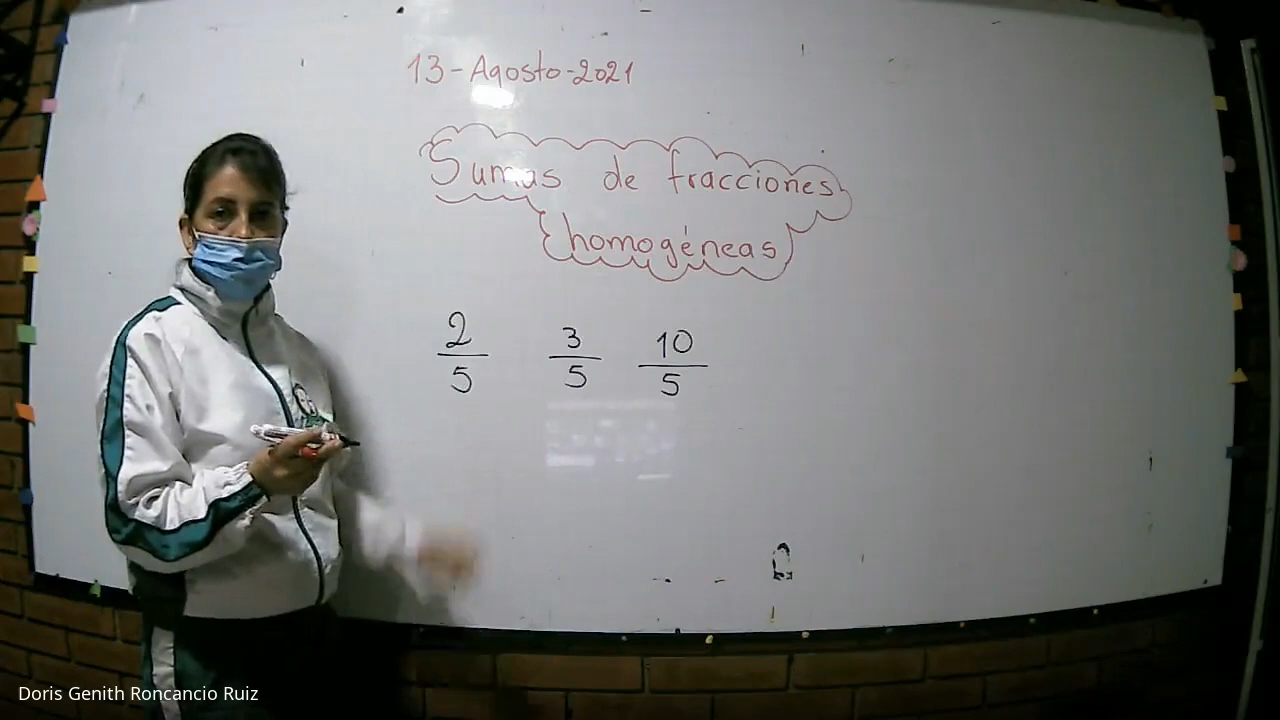 13-Agosto-2021
Sumas de fracciones
homogéneas
2/5 3/5 10/5
Doris Genith Roncancio Ruiz